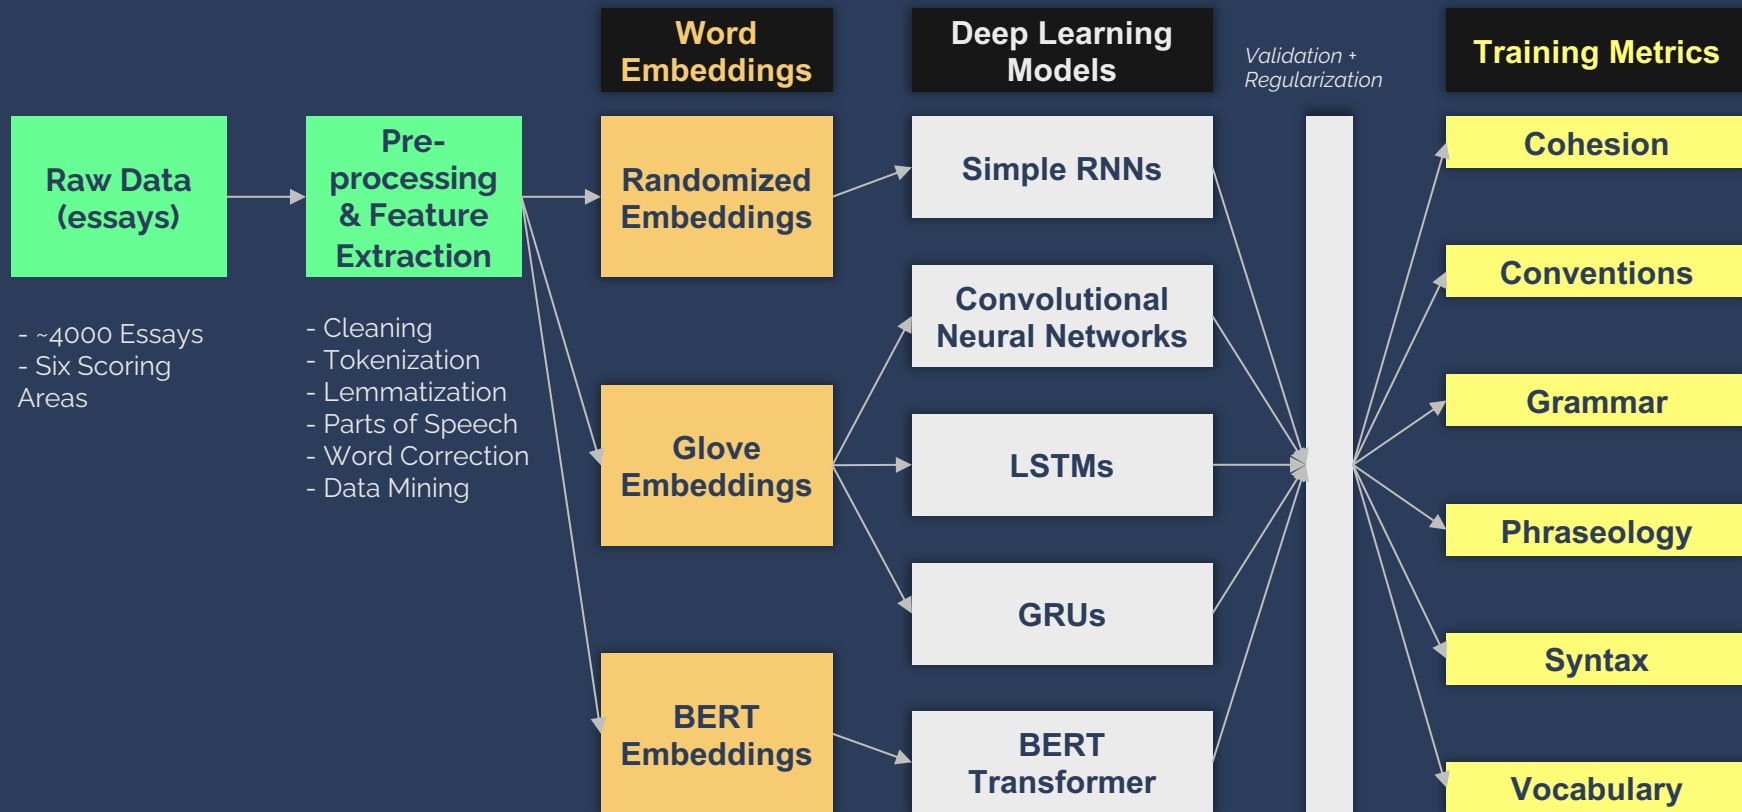 Word
Embeddings
Deep Learning
Models
Validation +
Regularization
Training Metrics
Raw Data
(essays)
- ~4000 Essays
- Six Scoring
Areas
Pre-
processing
& Feature
Extraction
- Cleaning
- Tokenization
- Lemmatization
- Parts of Speech
- Word Correction
- Data Mining
Randomized
Embeddings
Glove
Embeddings
BERT
Embeddings
Simple RNNs
Convolutional
Neural Networks
LSTMs
GRUs
BERT
Transformer
Cohesion
Conventions
Grammar
Phraseology
Syntax
Vocabulary